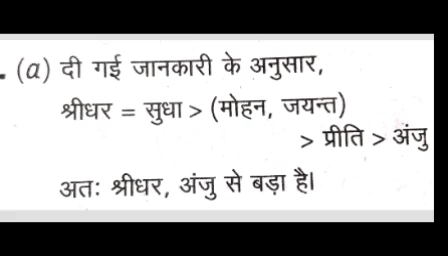 . (a) दी गई जानकारी के अनुसार,
श्रीधर = सुधा > (मोहन, जयन्त)
> प्रीति > अंजु
अतः श्रीधर, अंजु से बड़ा है।